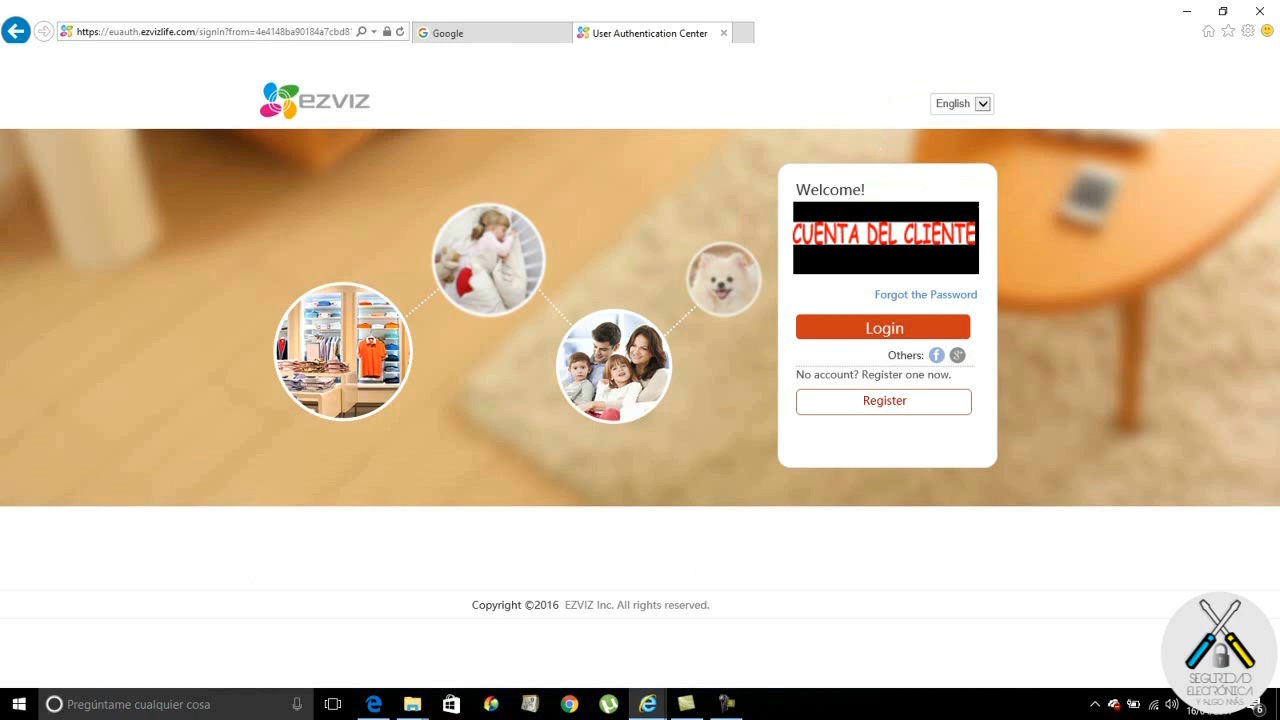 https://euauth.ezvizlife.com/signIn?from=4e4148ba90184a7cbd8
Google
User Authentication Center
ezviz
English
Welcome!
CUENTA DEL CLIENTE
Forgot the Password
Login
Others:
No account? Register one now.
Register
Copyright ©2016 EZVIZ Inc. All rights reserved.
SEGURIDAD
ELECTRÓNICA
Y ALGO MÁS
Pregúntame cualquier cosa